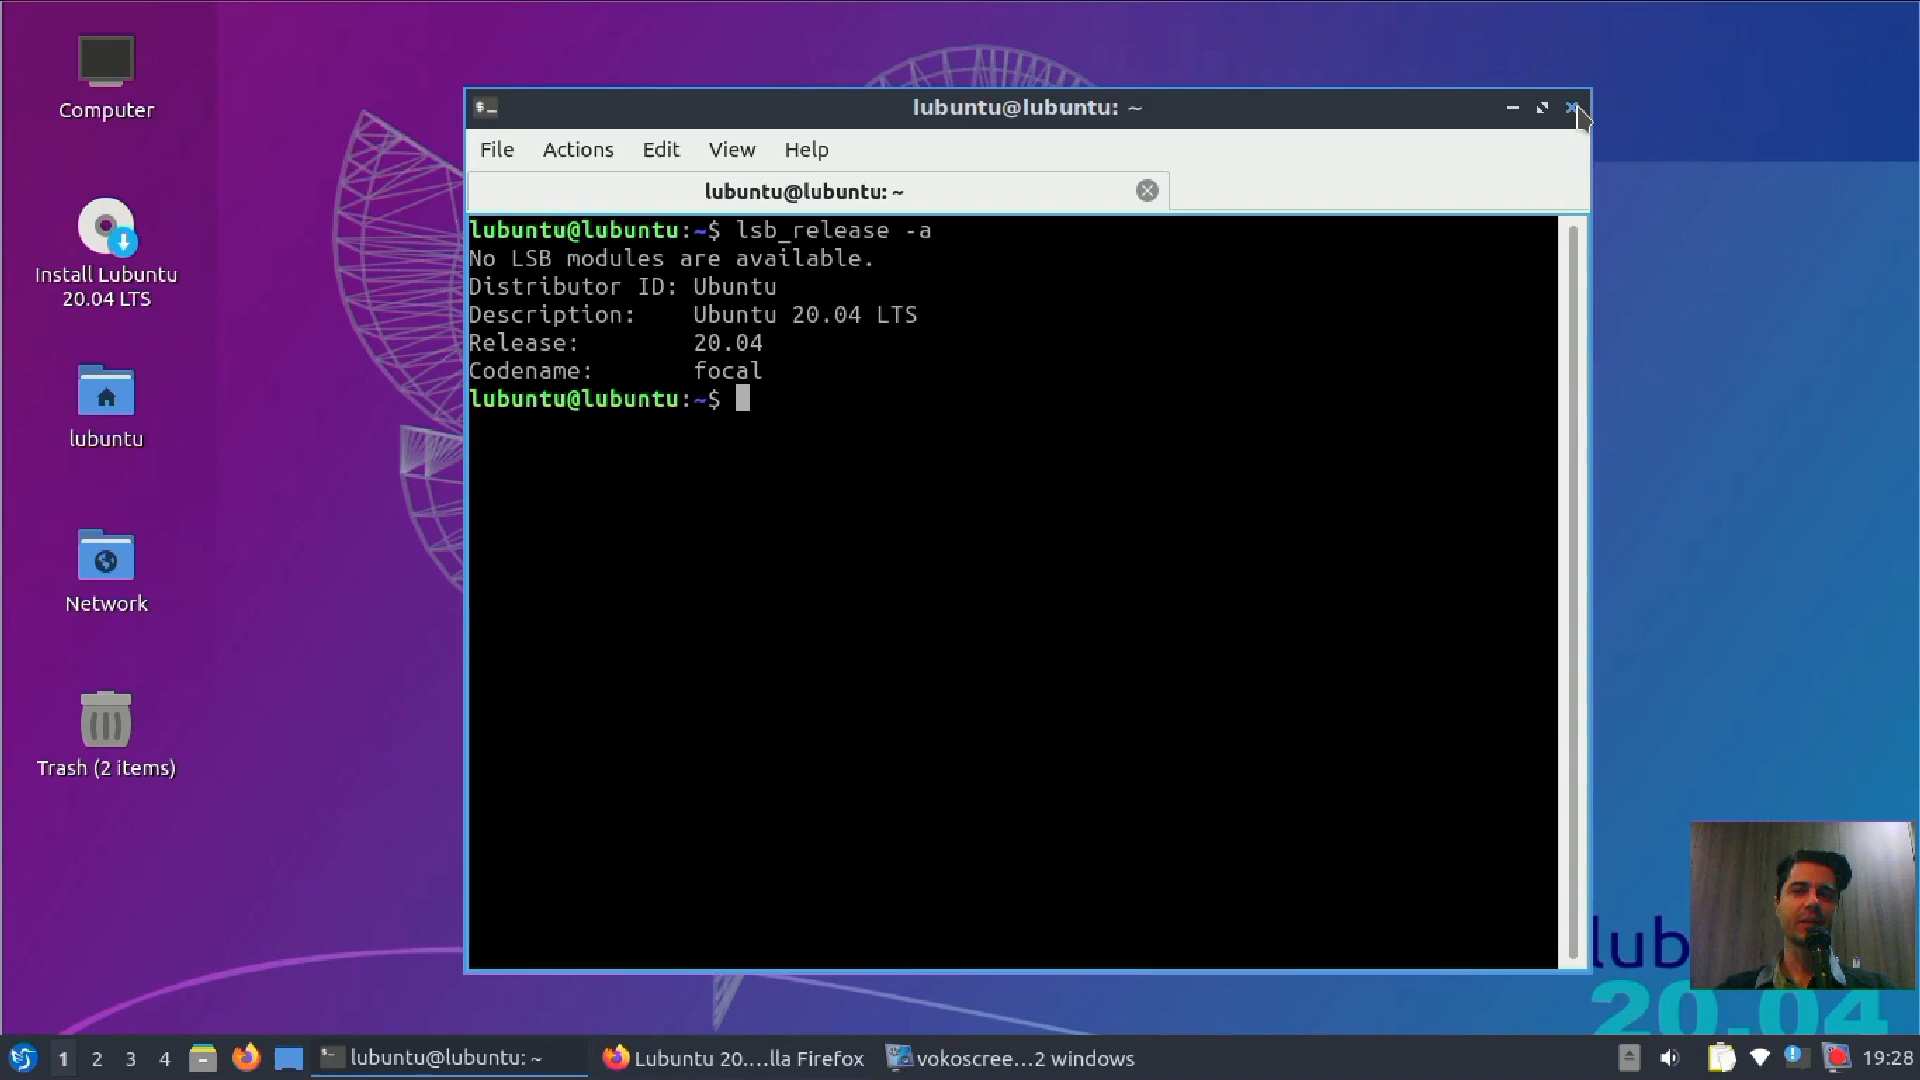 Computer
Install Lubuntu
20.04 LTS
lubuntu
Network
Trash (2 items)
lubuntu@lubuntu: ~
File Actions Edit View Help
lubuntu@lubuntu: ~
lubuntu@lubuntu:~$ lsb_release -a
No LSB modules are available.
Distributor ID: Ubuntu
Description: Ubuntu 20.04 LTS
Release: 20.04
Codename: focal
lubuntu@lubuntu:~$
lub
20.04
1 2 3 4 lubuntu@lubuntu: ~ Lubuntu 20....lla Firefox vokoscree...2 windows 19:28